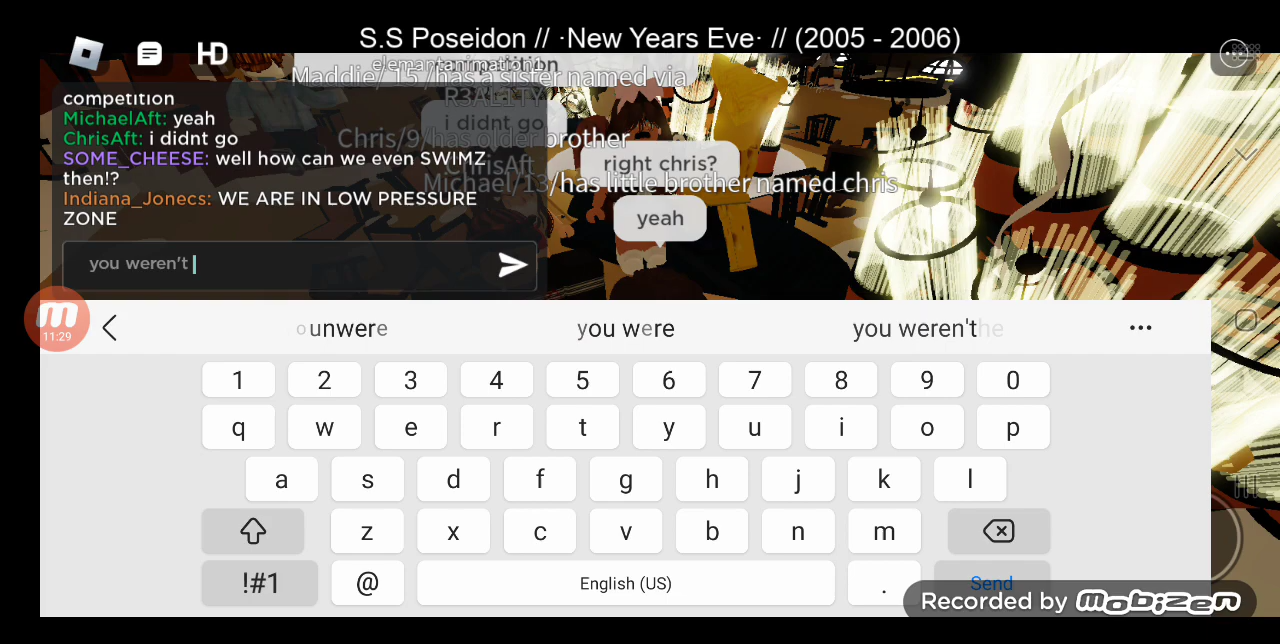 S.S Poseidon // ·New Years Eve· // (2005 - 2006)
HD
Maddie/ 15 /has a sister named via
R3AL1TY
i didnt go
Chris/9/has older brother
ChrisAft
Michael/13/has little brother named chris
right chris?
yeah
competition
MichaelAft: yeah
ChrisAft: i didnt go
SOME_CHEESE: well how can we even SWIMZ
then!?
Indiana_Jonecs: WE ARE IN LOW PRESSURE
ZONE
you weren't
11:29
ounwere
you were
you weren't he
1 2 3 4 5 6 7 8 9 0
q w e r t y u i o p
a s d f g h j k l
z x c v b n m
!#1 @ English (US) . Send
Recorded by mobizen